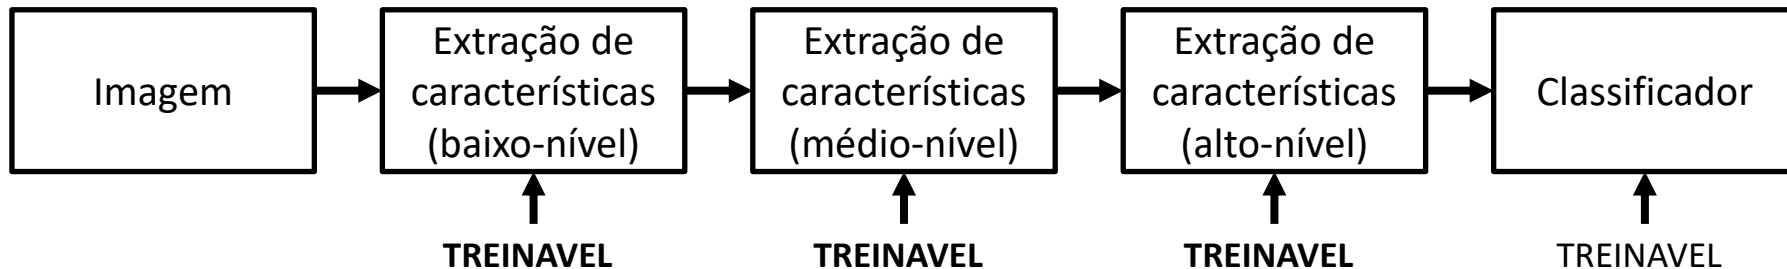 Imagem
Extração de
características
(baixo-nível)
Extração de
características
(médio-nível)
Extração de
características
(alto-nível)
Classificador
TREINAVEL
TREINAVEL
TREINAVEL
TREINAVEL